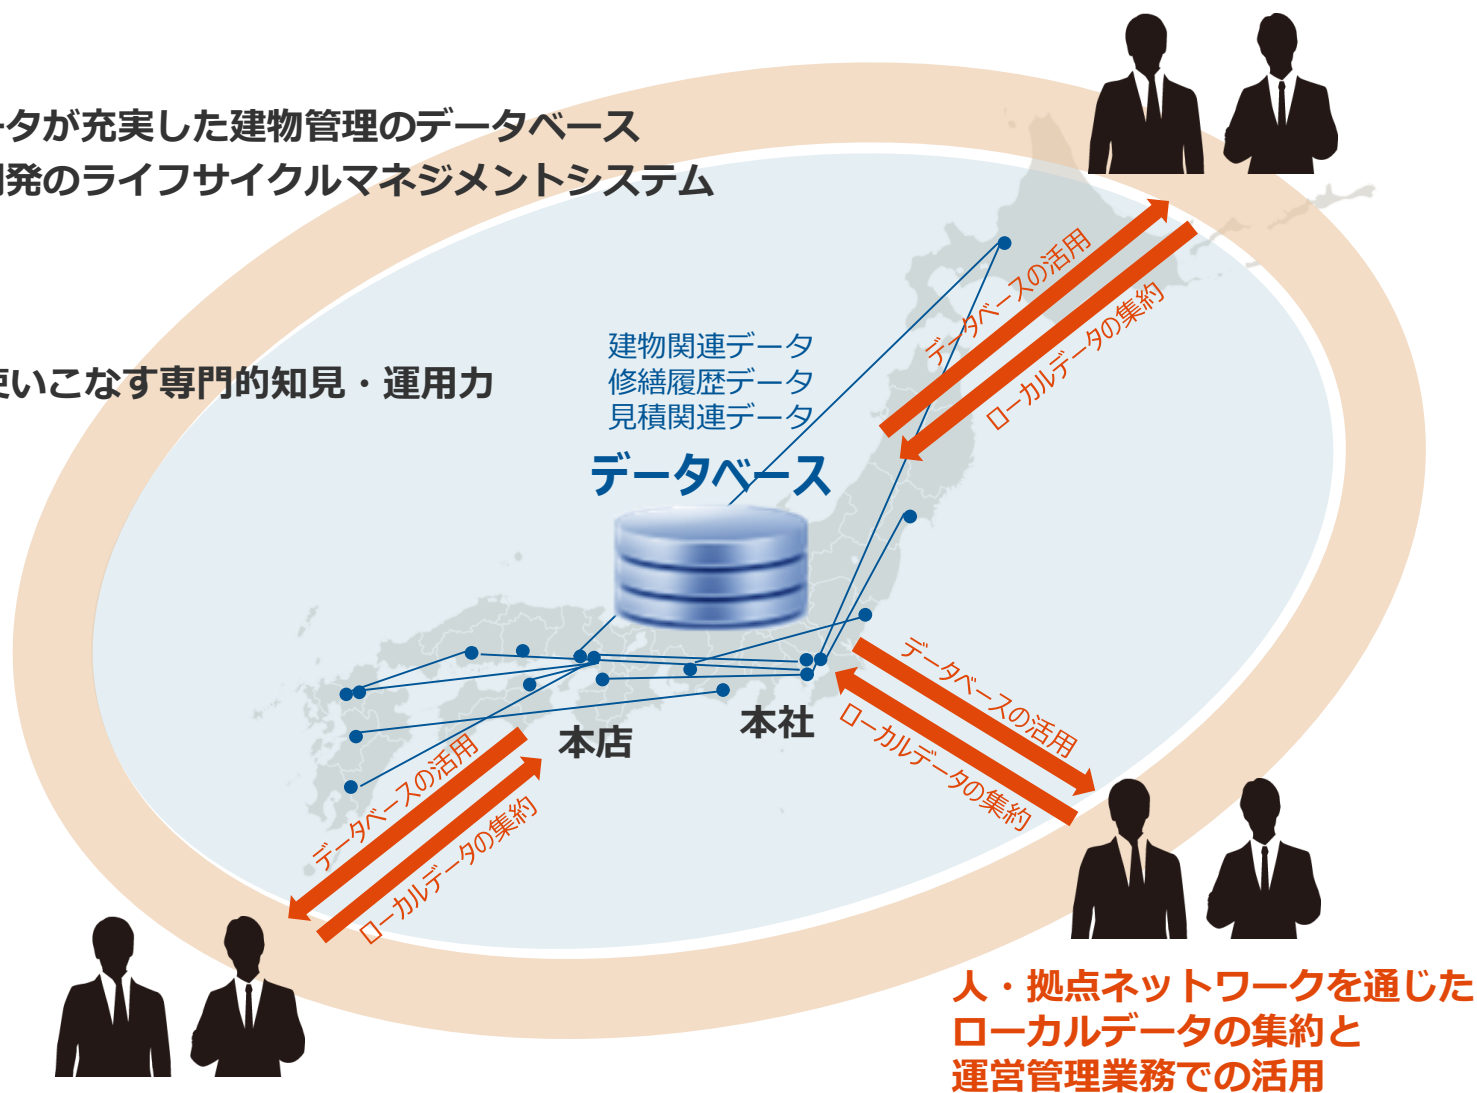 タが充実した建物管理のデータベース
発のライフサイクルマネジメントシステム
使いこなす専門的知見・運用力
建物関連データ
修繕履歴データ
見積関連データ
データベース
データベースの活用
ローカルデータの集約
本社
本店
データベースの活用
ローカルデータの集約
データベースの活用
ローカルデータの集約
人・拠点ネットワークを通じた
ローカルデータの集約と
運営管理業務での活用